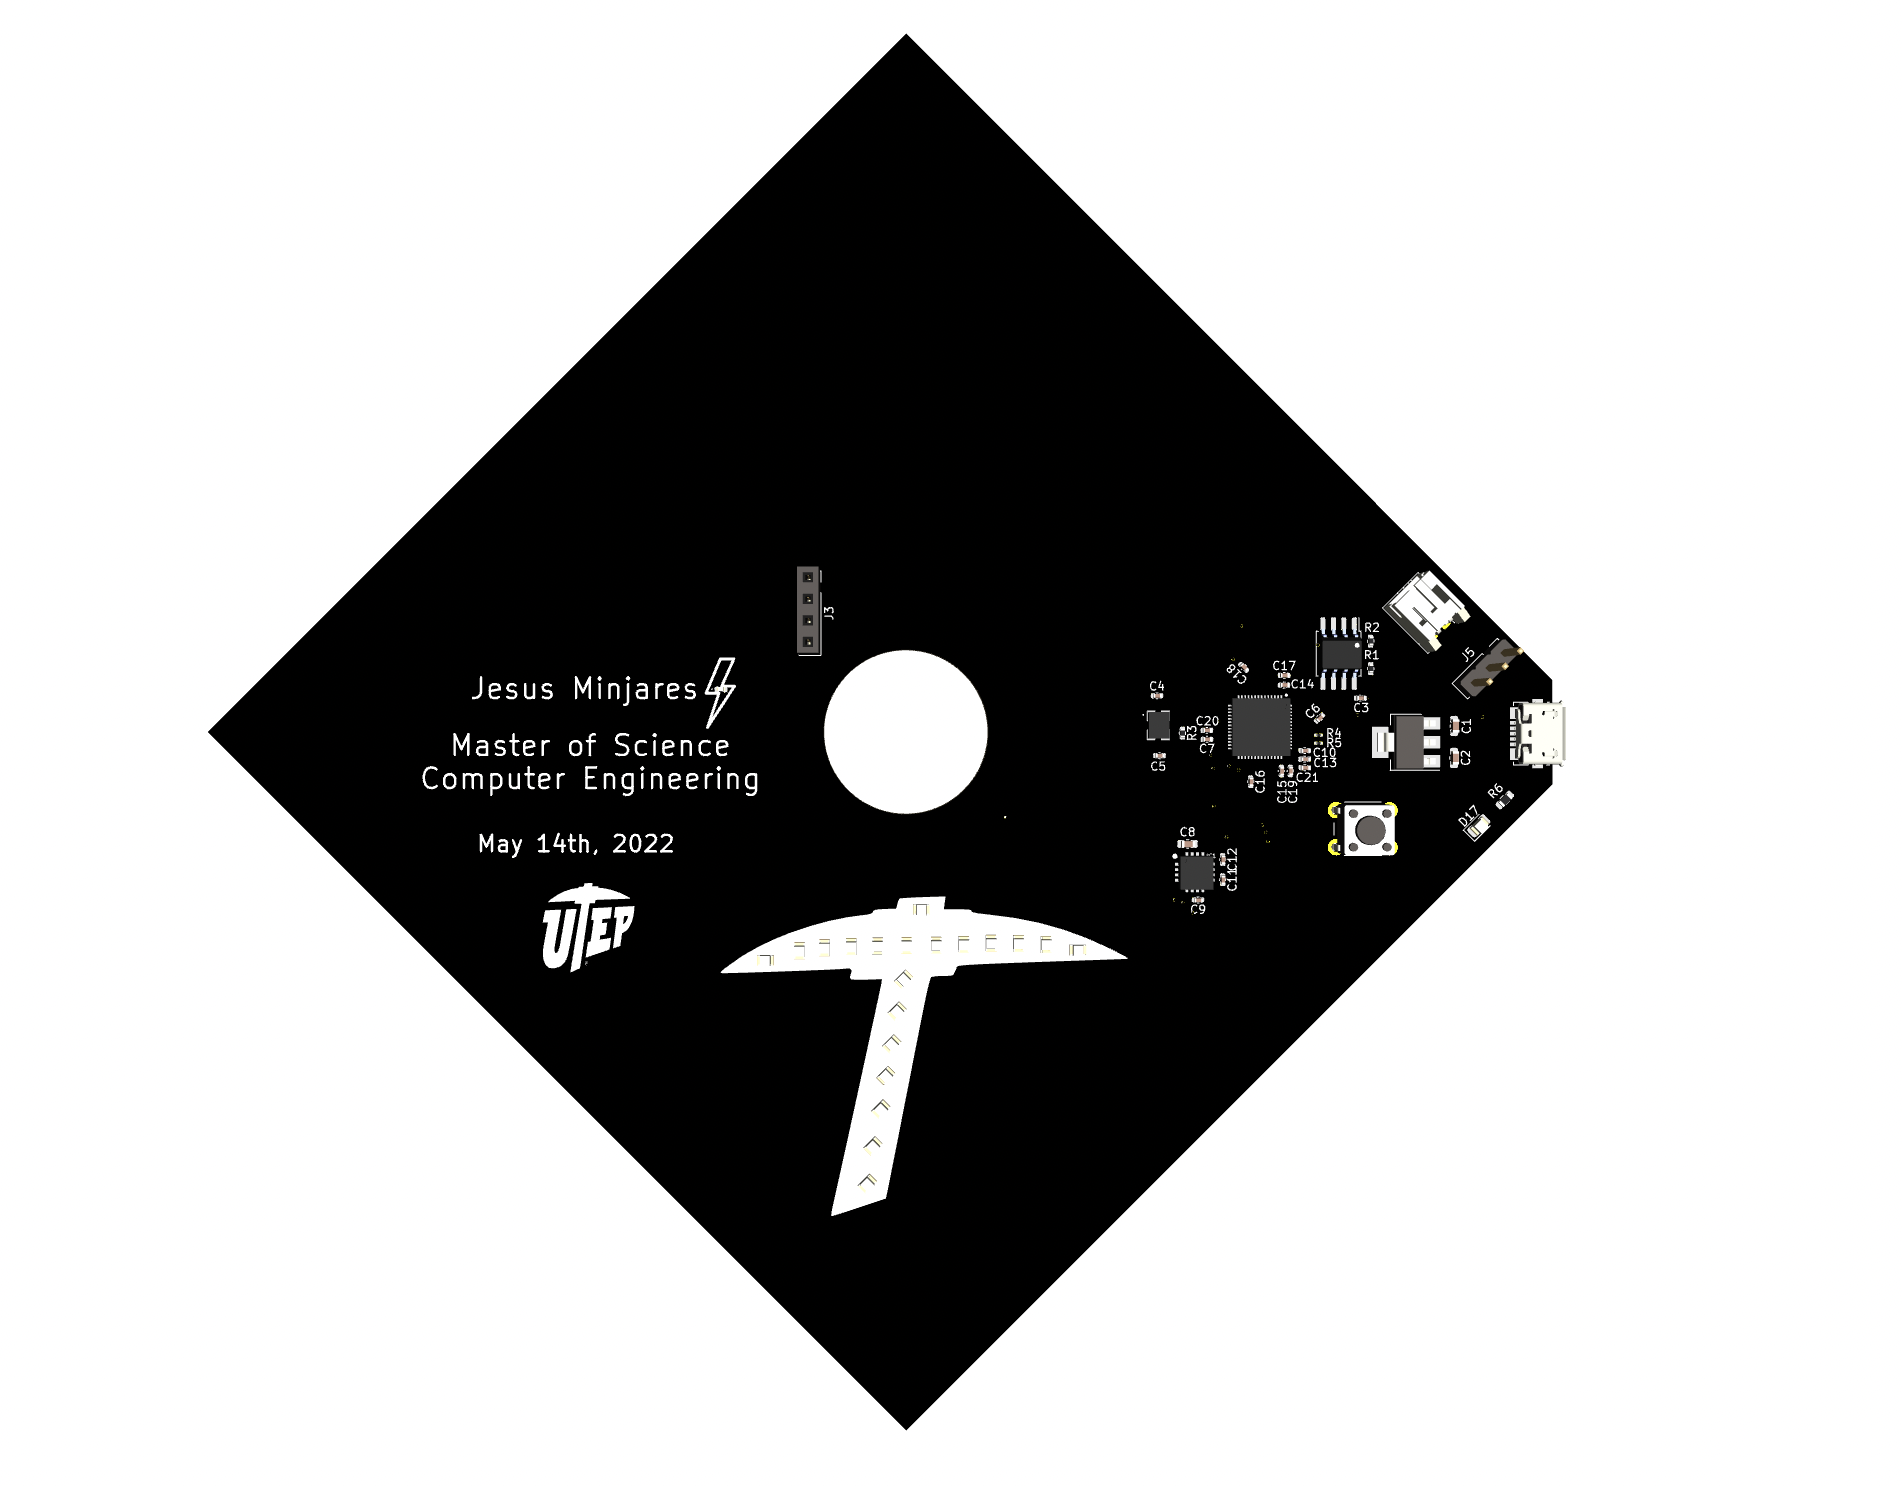 J3
Jesus Minjares
Master of Science
Computer Engineering
May 14th, 2022
UTEP
R2
R1
J5
C18
C17
C14
C4
C3
C6
C20
C7
R3
R4
R5
C1
C2
C10
C13
C5
C16
C15
C19
C21
R6
D17
C8
C12
C11
C9